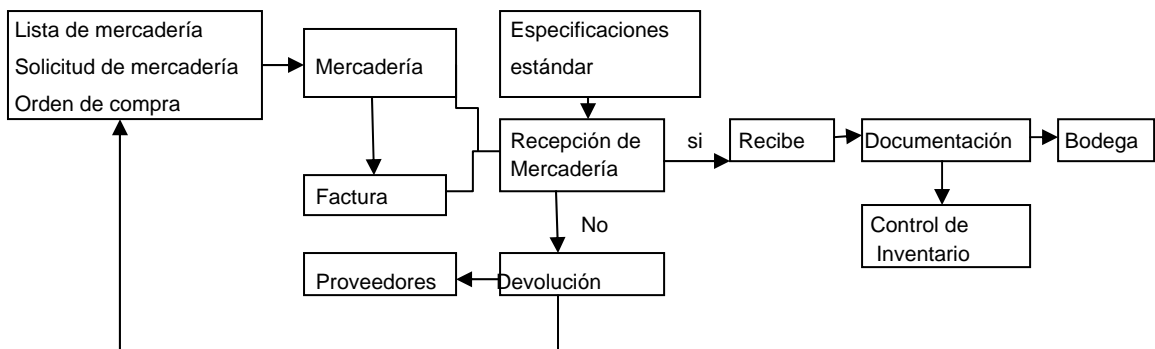 Lista de mercadería
Solicitud de mercadería
Orden de compra
Mercadería
Especificaciones
estándar
Recepción de
Mercadería
si
Recibe
Documentación
Bodega
Factura
No
Control de
Inventario
Proveedores
Devolución